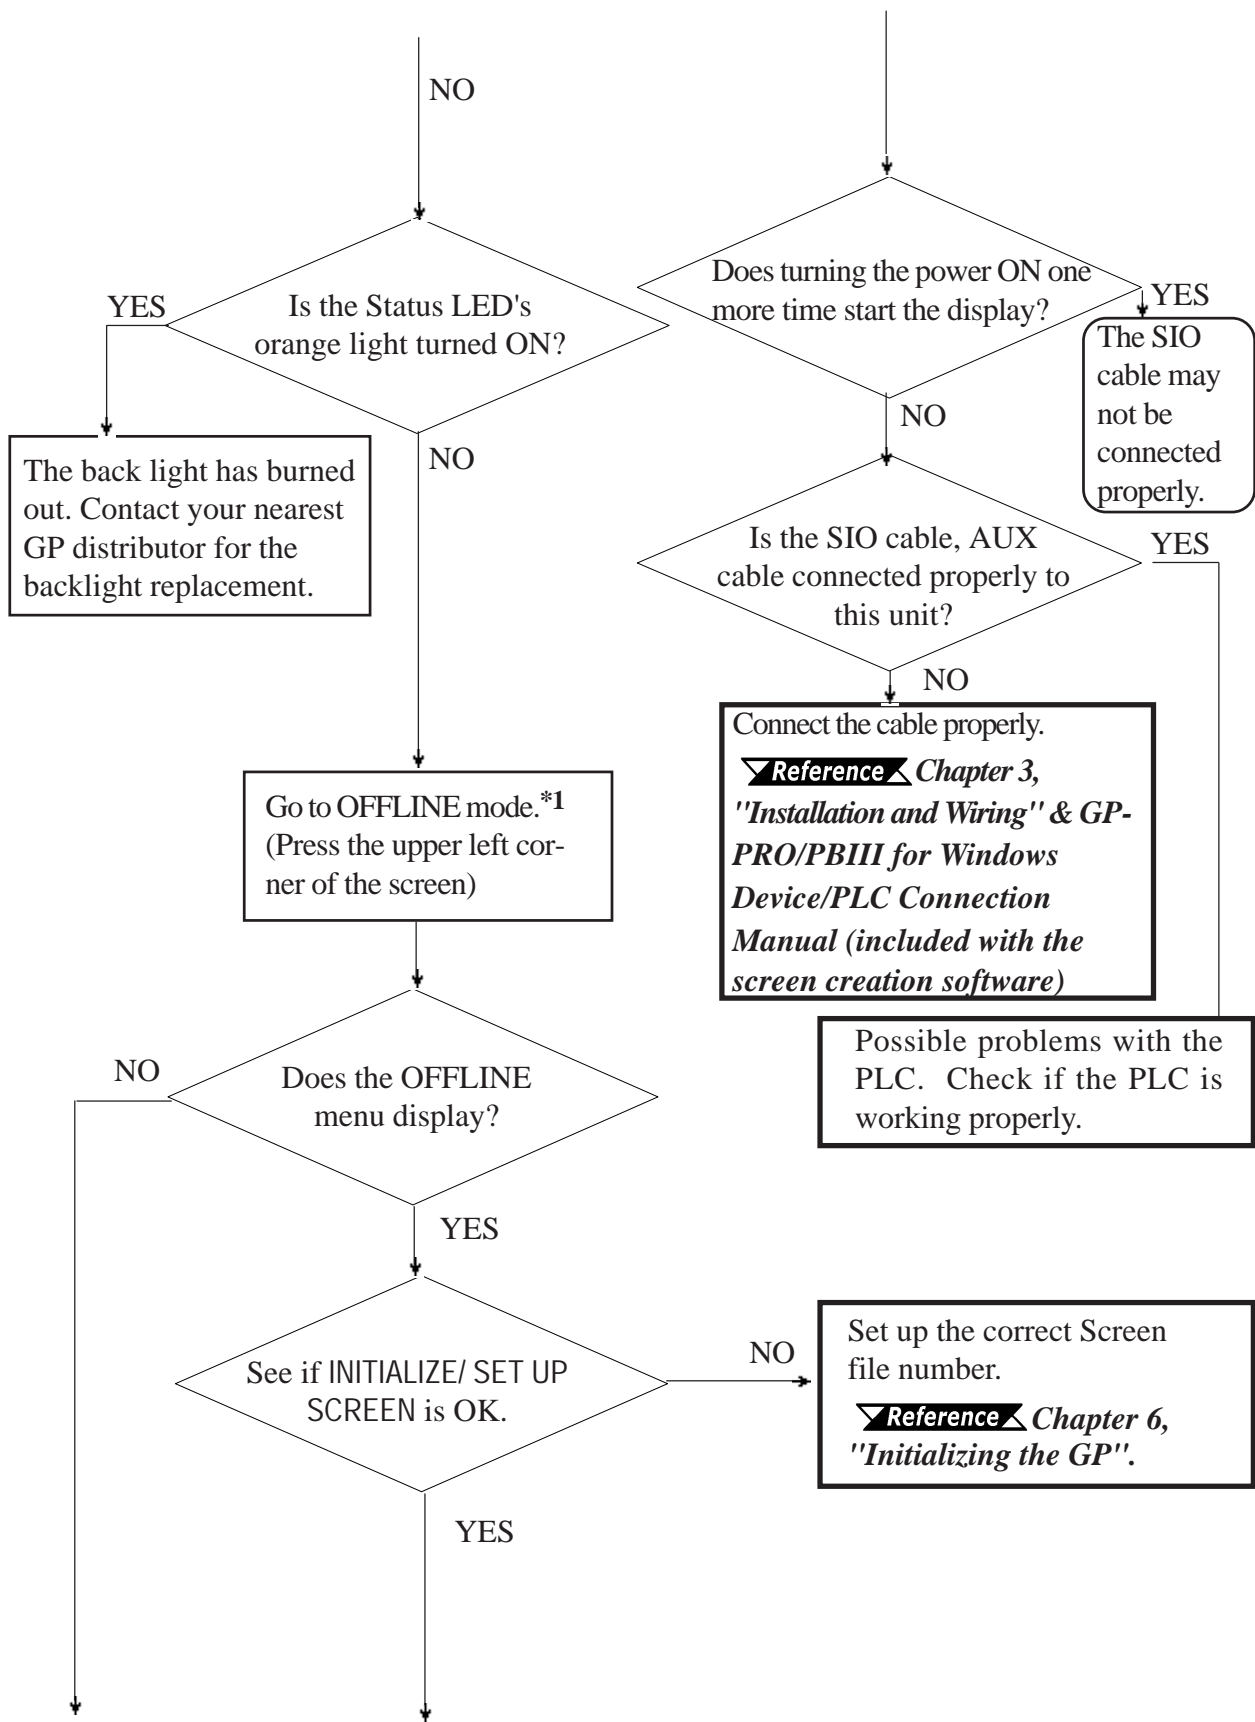 NO
Is the Status LED's
orange light turned ON?
YES
The back light has burned
out. Contact your nearest
GP distributor for the
backlight replacement.
NO
Go to OFFLINE mode.*1
(Press the upper left cor-
ner of the screen)
Does the OFFLINE
menu display?
NO
YES
See if INITIALIZE/ SET UP
SCREEN is OK.
NO
Set up the correct Screen
file number.
Reference Chapter 6,
"Initializing the GP".
YES
Does turning the power ON one
more time start the display?
YES
The SIO
cable may
not be
connected
properly.
NO
Is the SIO cable, AUX
cable connected properly to
this unit?
YES
NO
Connect the cable properly.
Reference Chapter 3,
"Installation and Wiring" & GP-
PRO/PBIII for Windows
Device/PLC Connection
Manual (included with the
screen creation software)
Possible problems with the
PLC. Check if the PLC is
working properly.